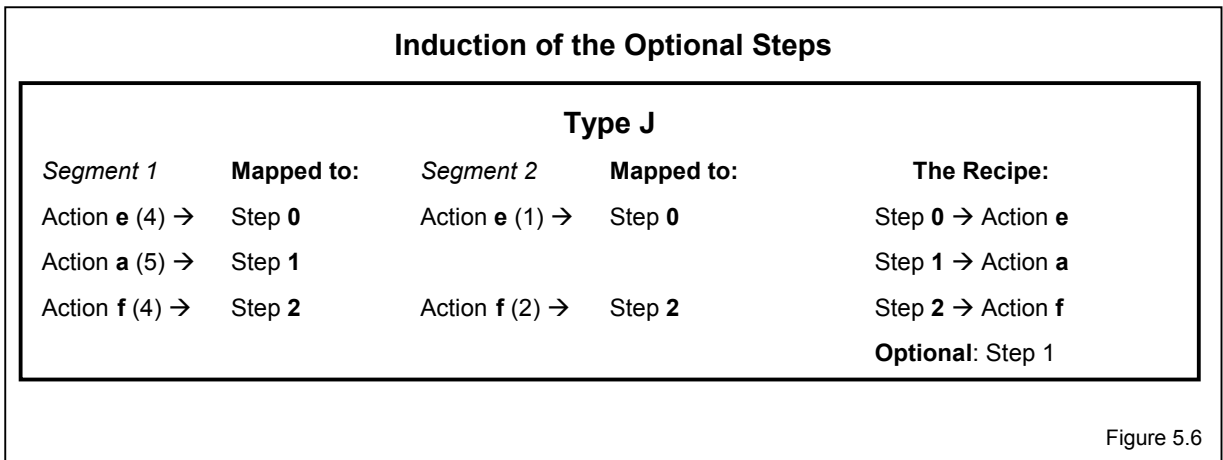 Induction of the Optional Steps
Type J
Segment 1 Mapped to: Segment 2 Mapped to: The Recipe:
Action e (4) → Step 0 Action e (1) → Step 0 Step 0 → Action e
Action a (5) → Step 1 Step 1 → Action a
Action f (4) → Step 2 Action f (2) → Step 2 Step 2 → Action f
Optional: Step 1
Figure 5.6